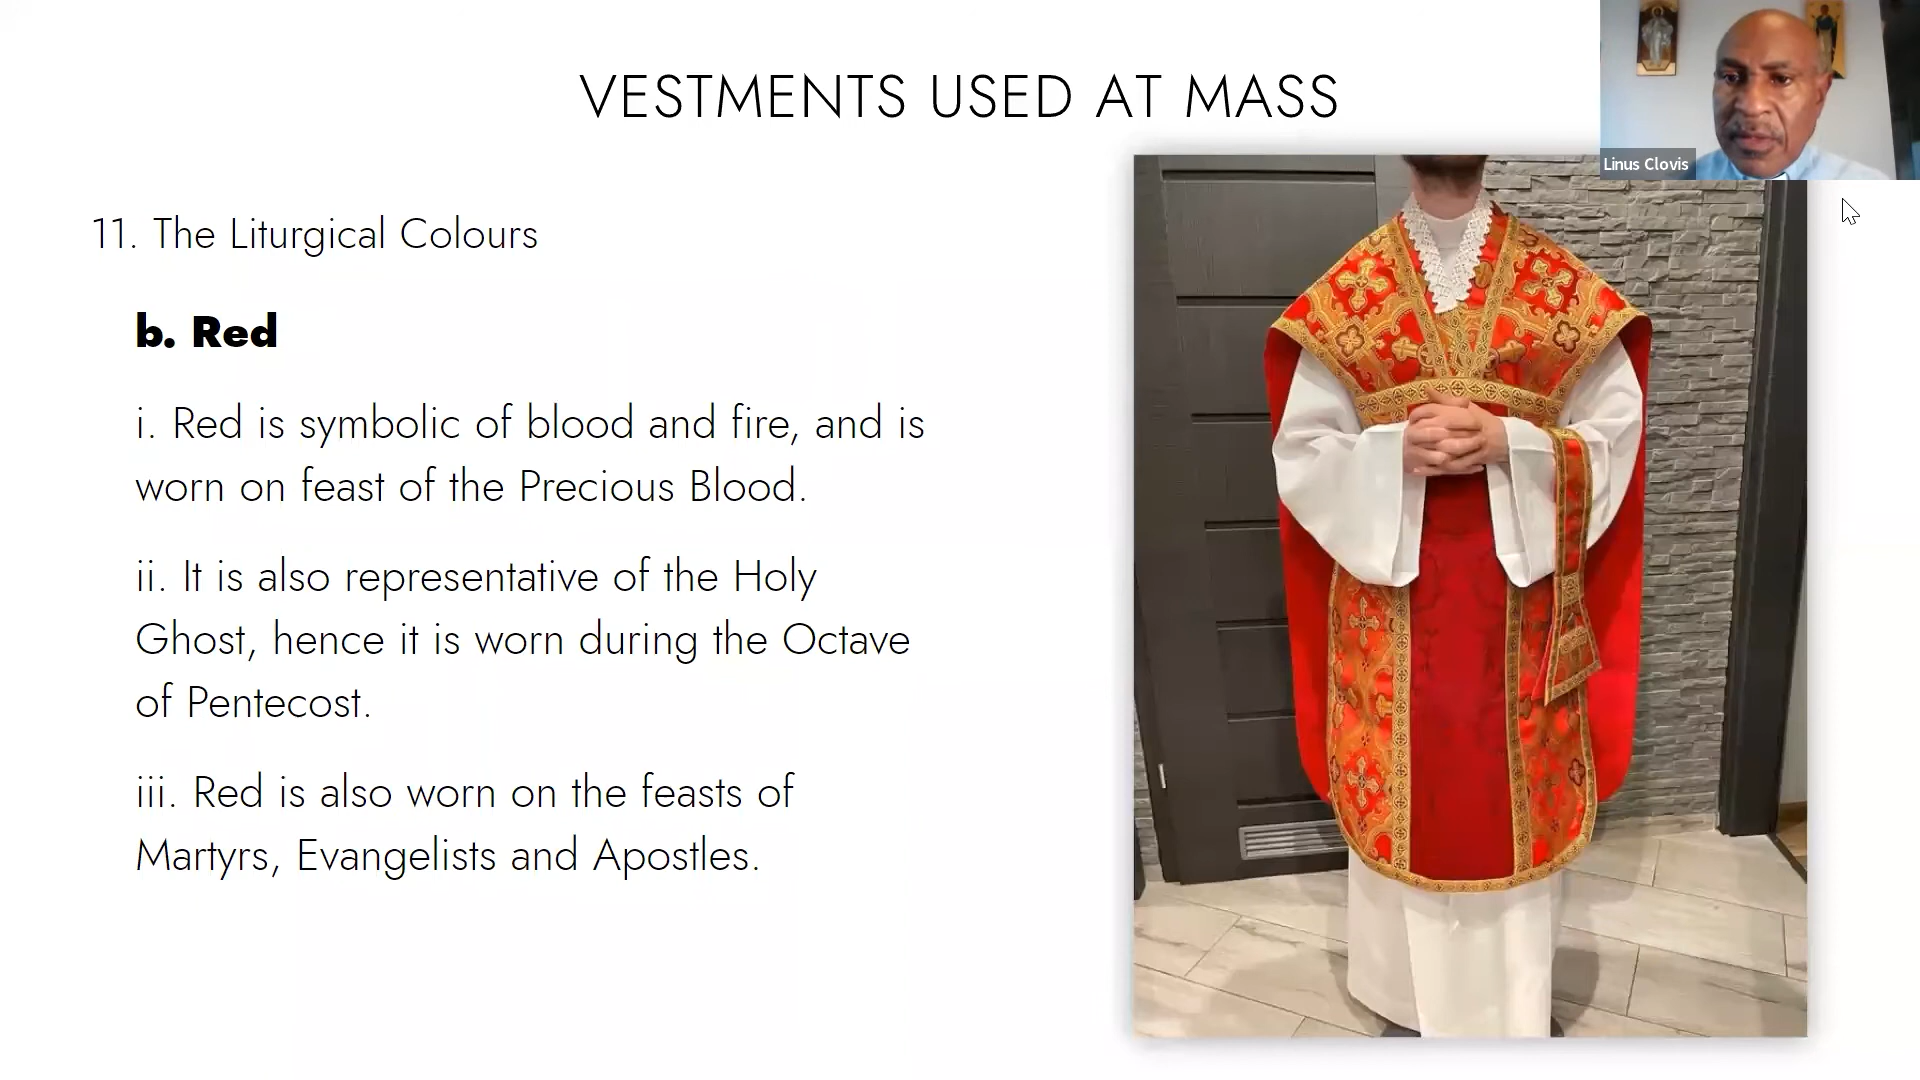 VESTMENTS USED AT MASS
Linus Clovis
11. The Liturgical Colours
b. Red
i. Red is symbolic of blood and fire, and is
worn on feast of the Precious Blood.
ii. It is also representative of the Holy
Ghost, hence it is worn during the Octave
of Pentecost.
iii. Red is also worn on the feasts of
Martyrs, Evangelists and Apostles.